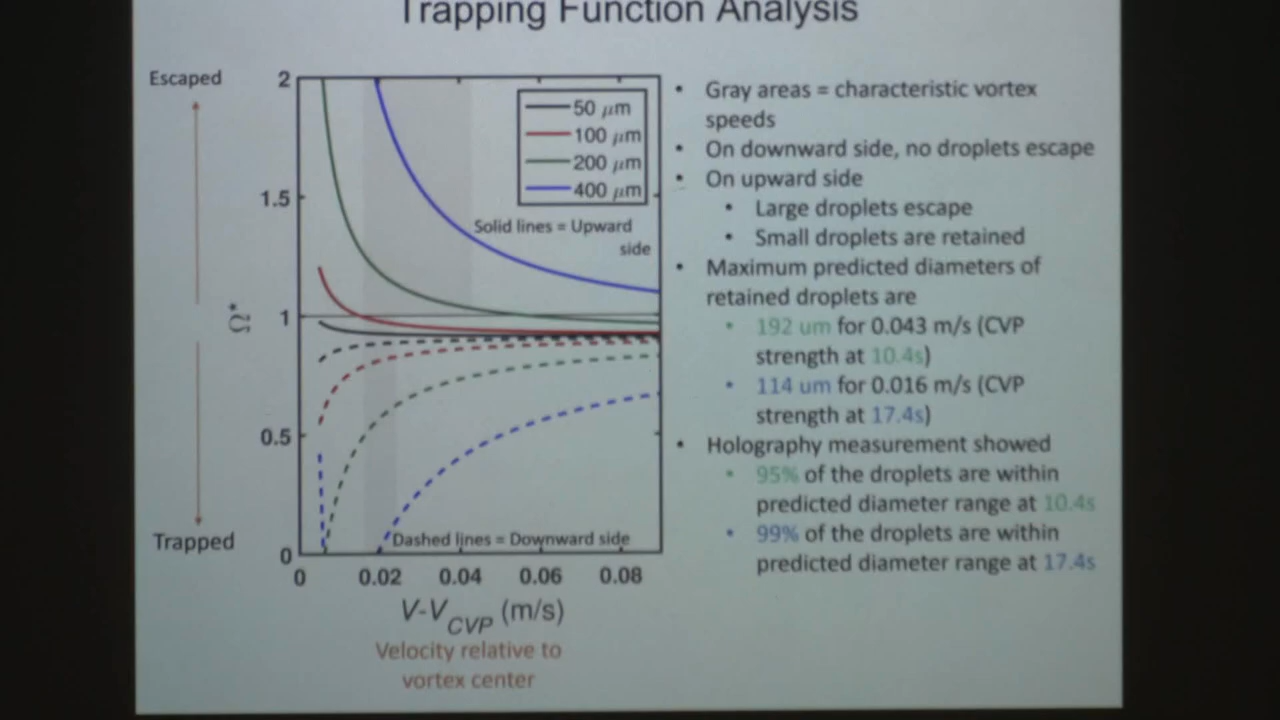 Trapping Function Analysis
Escaped
Trapped
Ω*
2
1.5
1
0.5
0
0
0.02
0.04
0.06
0.08
50 μm
100 μm
200 μm
400 μm
Solid lines = Upward
side
Dashed lines = Downward side
V-V_CVP (m/s)
Velocity relative to
vortex center
• Gray areas = characteristic vortex
speeds
• On downward side, no droplets escape
• On upward side
• Large droplets escape
• Small droplets are retained
• Maximum predicted diameters of
retained droplets are
• 192 um for 0.043 m/s (CVP
strength at 10.4s)
• 114 um for 0.016 m/s (CVP
strength at 17.4s)
• Holography measurement showed
• 95% of the droplets are within
predicted diameter range at 10.4s
• 99% of the droplets are within
predicted diameter range at 17.4s